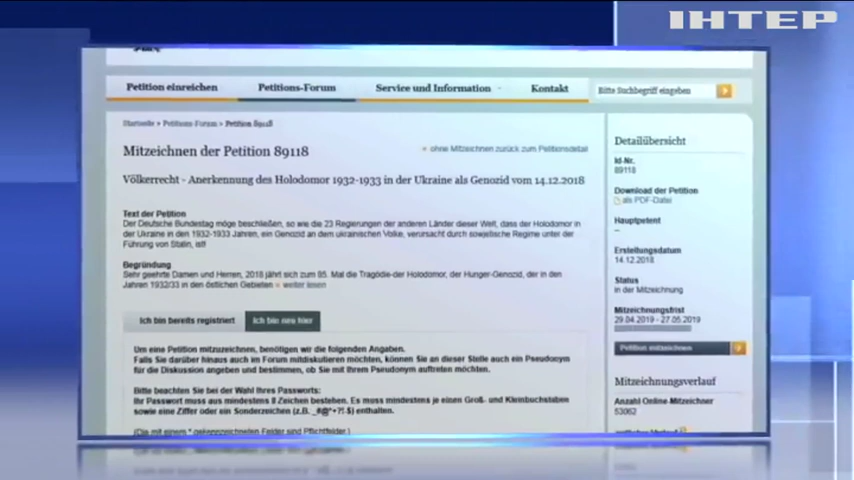 ІНТЕР
Petition einreichen
Petitions-Forum
Service und Information
Kontakt
Bitte Suchbegriff eingeben
Startseite » Petitions-Forum » Petition 89118
Mitzeichnen der Petition 89118
ohne Mitzeichnen zurück zum Petitionsdetail
Völkerrecht - Anerkennung des Holodomor 1932-1933 in der Ukraine als Genozid vom 14.12.2018
Text der Petition
Der Deutsche Bundestag möge beschließen, so wie die 23 Regierungen der anderen Länder dieser Welt, dass der Holodomor in
der Ukraine in den 1932-1933 Jahren, ein Genozid an dem ukrainischen Volke, verursacht durch sowjetische Regime unter der
Führung von Stalin, ist!
Begründung
Sehr geehrte Damen und Herren, 2018 jährt sich zum 85. Mal die Tragödie-der Holodomor, der Hunger-Genozid, der in den
Jahren 1932/33 in den östlichen Gebieten » weiter lesen
Ich bin bereits registriert
Ich bin neu hier
Um eine Petition mitzuzeichnen, benötigen wir die folgenden Angaben.
Falls Sie darüber hinaus auch im Forum mitdiskutieren möchten, können Sie an dieser Stelle auch ein Pseudonym
für die Diskussion angeben und bestimmen, ob Sie mit Ihrem Pseudonym auftreten möchten.
Bitte beachten Sie bei der Wahl Ihres Passworts:
Ihr Passwort muss aus mindestens 8 Zeichen bestehen. Es muss mindestens je einen Groß- und Kleinbuchstaben
sowie eine Ziffer oder ein Sonderzeichen (z.B. _#@*+?!-$) enthalten.
(Die mit einem * gekennzeichneten Felder sind Pflichtfelder.)
Detailübersicht
Id-Nr.
89118
Download der Petition
als PDF-Datei
Hauptpetent
--
Erstellungsdatum
14.12.2018
Status
in der Mitzeichnung
Mitzeichnungsfrist
29.04.2019 - 27.05.2019
Petition mitzeichnen
Mitzeichnungsverlauf
Anzahl Online-Mitzeichner
53062